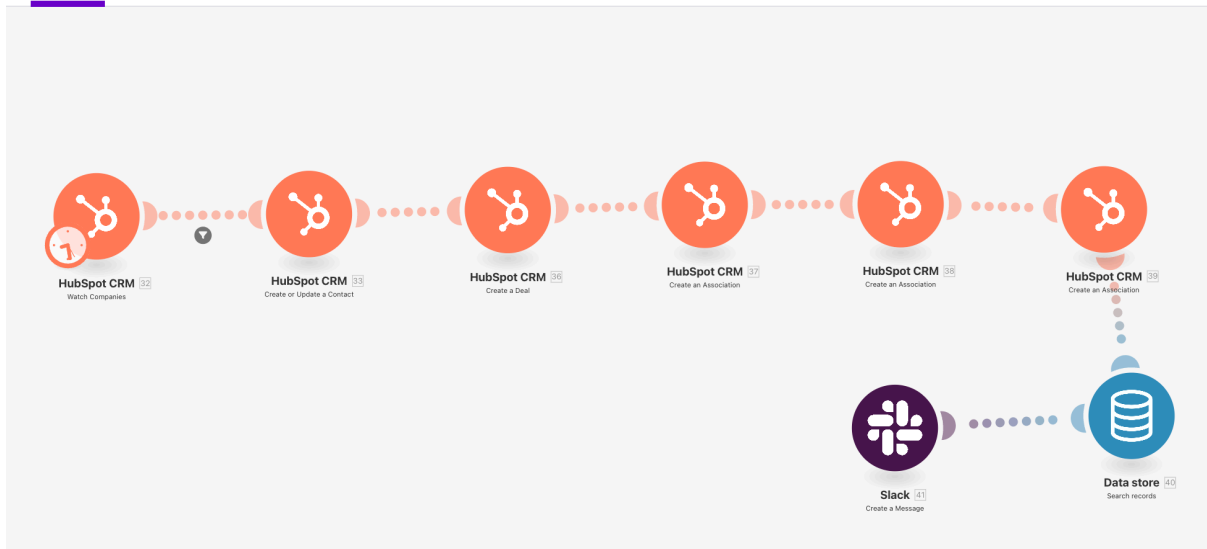 HubSpot CRM 32
Watch Companies
HubSpot CRM 33
Create or Update a Contact
HubSpot CRM 36
Create a Deal
HubSpot CRM 37
Create an Association
HubSpot CRM 38
Create an Association
HubSpot CRM 39
Create an Association
Slack 41
Create a Message
Data store 40
Search records